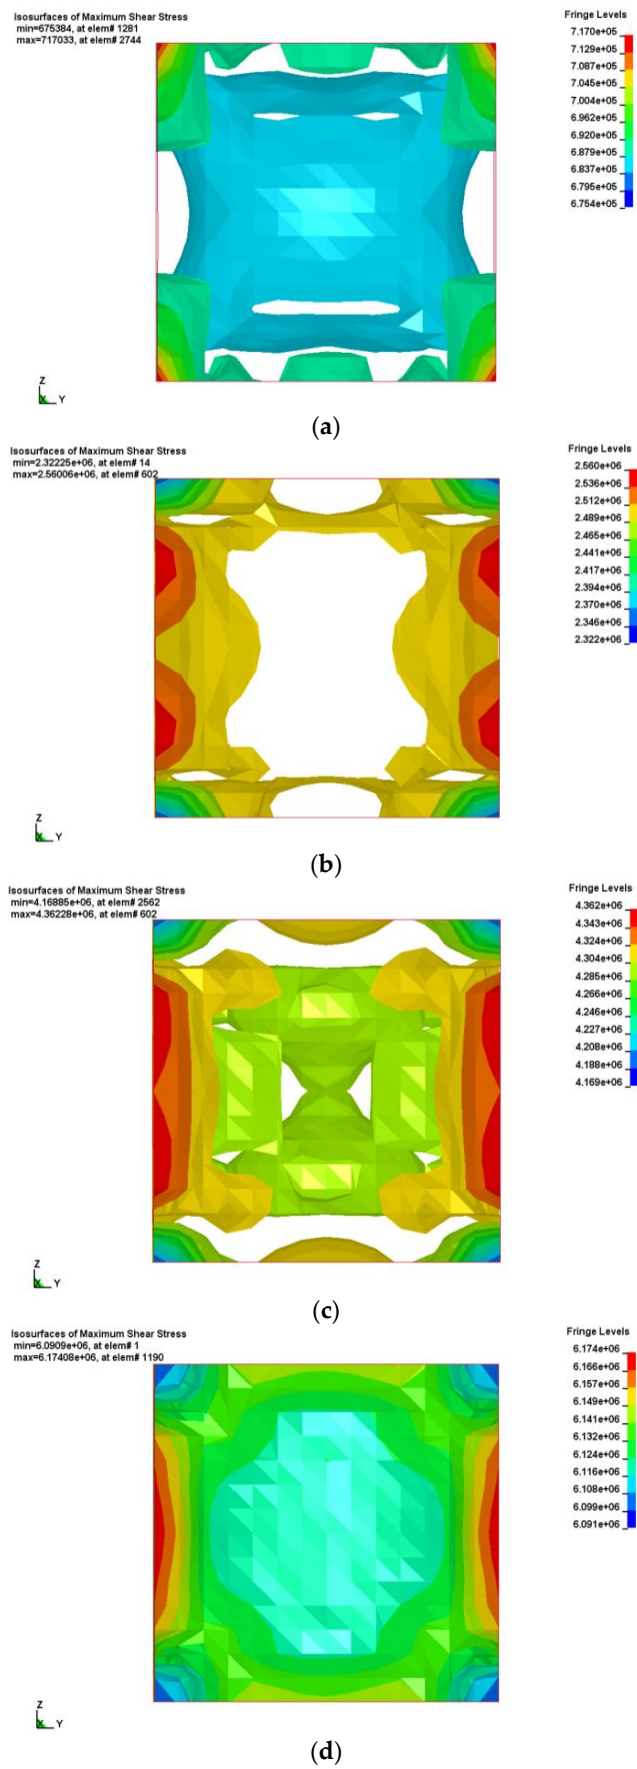 Isosurfaces of Maximum Shear Stress
min=675384, at elem# 1281
max=717033, at elem# 2744
Fringe Levels
7.170e+05
7.129e+05
7.087e+05
7.045e+05
7.004e+05
6.962e+05
6.920e+05
6.879e+05
6.837e+05
6.795e+05
6.754e+05
Z
X Y
(a)
Isosurfaces of Maximum Shear Stress
min=2.32225e+06, at elem# 14
max=2.56006e+06, at elem# 602
Fringe Levels
2.560e+06
2.536e+06
2.512e+06
2.489e+06
2.465e+06
2.441e+06
2.417e+06
2.394e+06
2.370e+06
2.346e+06
2.322e+06
Z
X Y
(b)
Isosurfaces of Maximum Shear Stress
min=4.16885e+06, at elem# 2562
max=4.36228e+06, at elem# 602
Fringe Levels
4.362e+06
4.343e+06
4.324e+06
4.304e+06
4.285e+06
4.266e+06
4.246e+06
4.227e+06
4.208e+06
4.188e+06
4.169e+06
Z
X Y
(c)
Isosurfaces of Maximum Shear Stress
min=6.0909e+06, at elem# 1
max=6.17408e+06, at elem# 1190
Fringe Levels
6.174e+06
6.166e+06
6.157e+06
6.149e+06
6.141e+06
6.132e+06
6.124e+06
6.116e+06
6.108e+06
6.099e+06
6.091e+06
Z
X Y
(d)